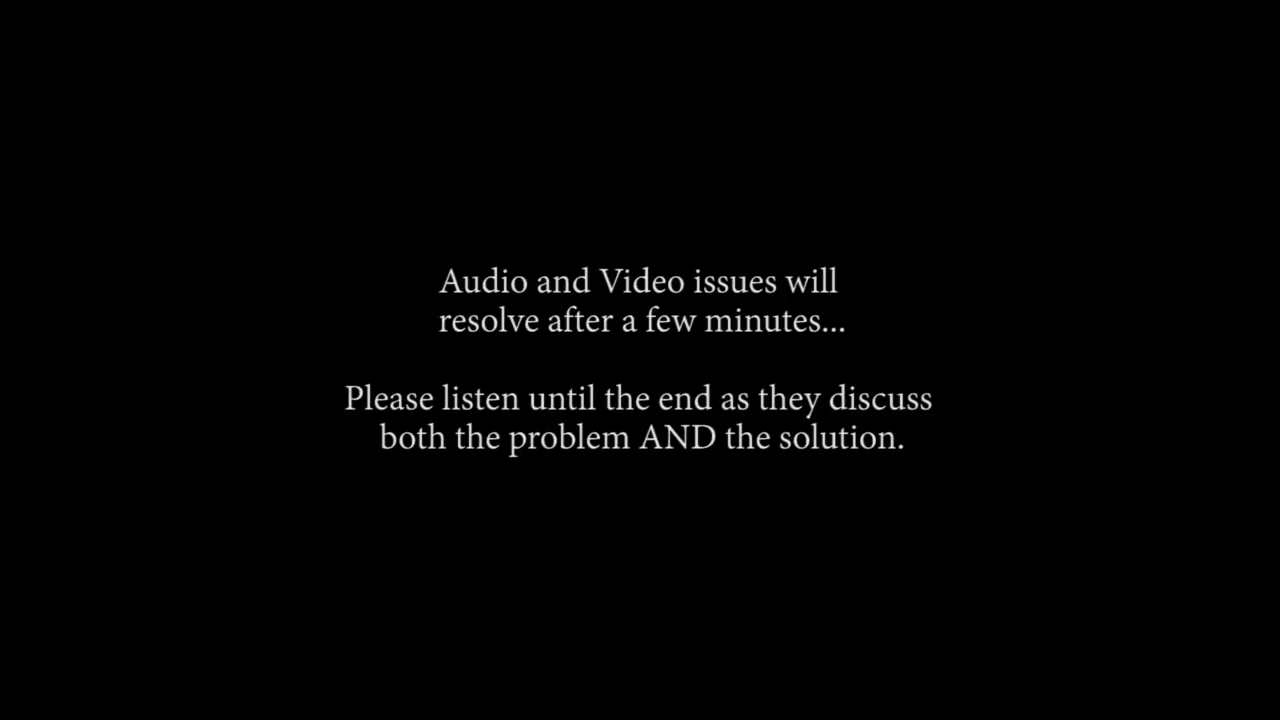 Audio and Video issues will
resolve after a few minutes...
Please listen until the end as they discuss
both the problem AND the solution.